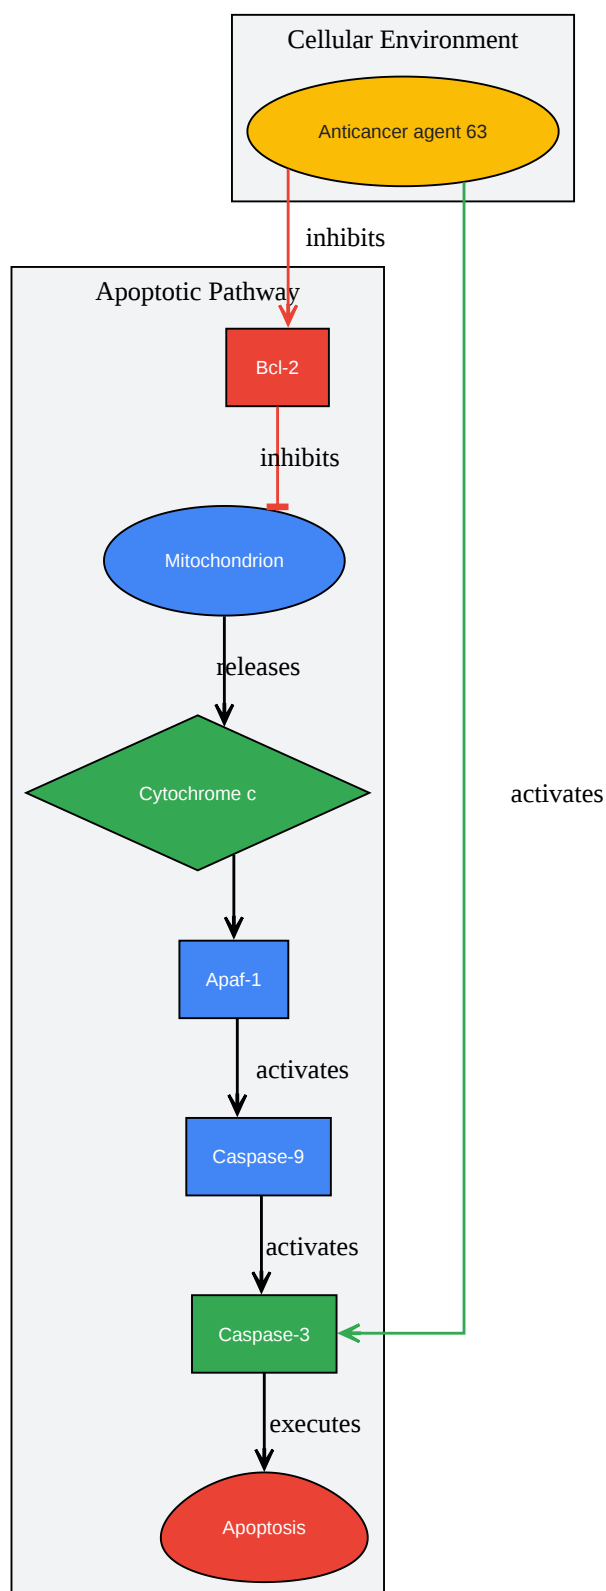 Cellular Environment
Anticancer agent 63
inhibits
Apoptotic Pathway
Bcl-2
inhibits
Mitochondrion
releases
Cytochrome c
activates
Apaf-1
activates
Caspase-9
activates
Caspase-3
executes
Apoptosis